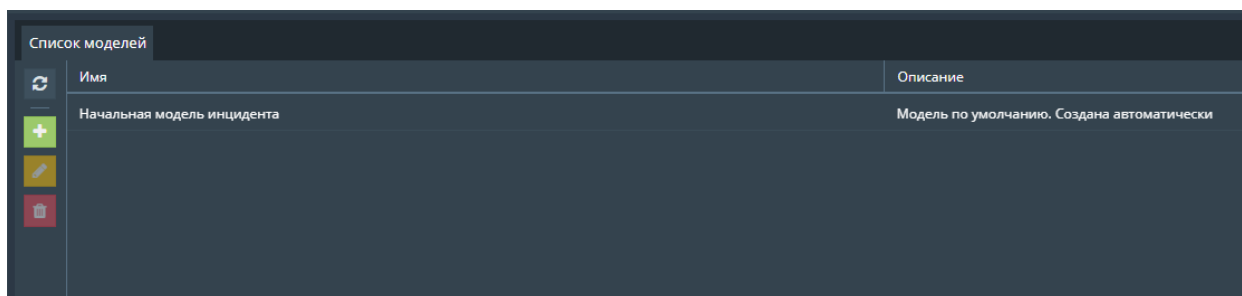 Список моделей
Имя Описание
Начальная модель инцидента Модель по умолчанию. Создана автоматически